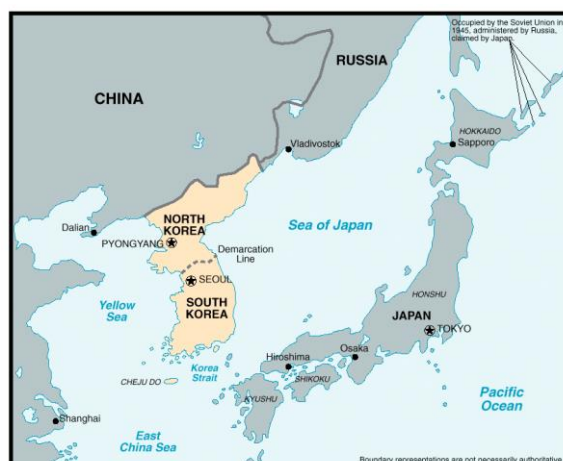 Occupied by the Soviet Union in
1945, administered by Russia,
claimed by Japan.
RUSSIA
CHINA
HOKKAIDO
Sapporo
Vladivostok
NORTH
KOREA
Dalian
PYONGYANG
Sea of Japan
Demarcation
Line
SEOUL
SOUTH
KOREA
Yellow
Sea
HONSHU
JAPAN
TOKYO
Korea
Strait
Hiroshima
Osaka
CHEJU DO
SHIKOKU
KYUSHU
Pacific
Ocean
Shanghai
East
China Sea
Boundary representations are not necessarily authoritative